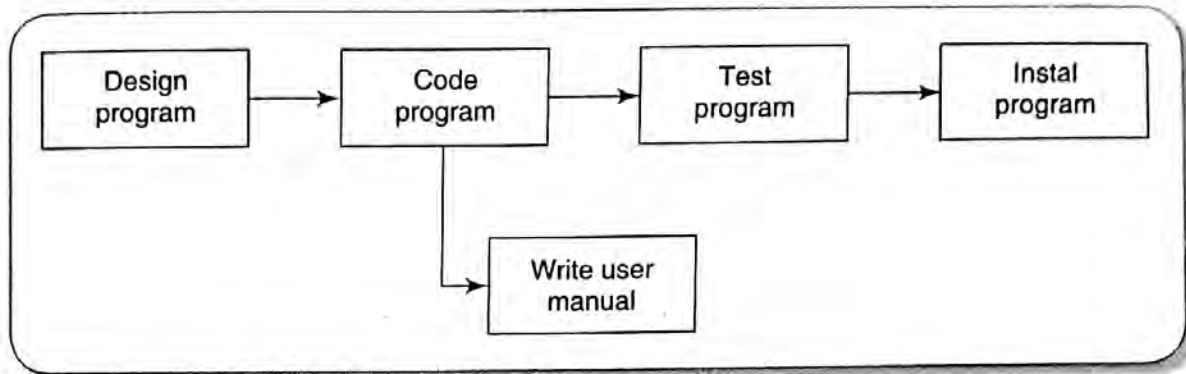 Design
program
Code
program
Test
program
Instal
program
Write user
manual